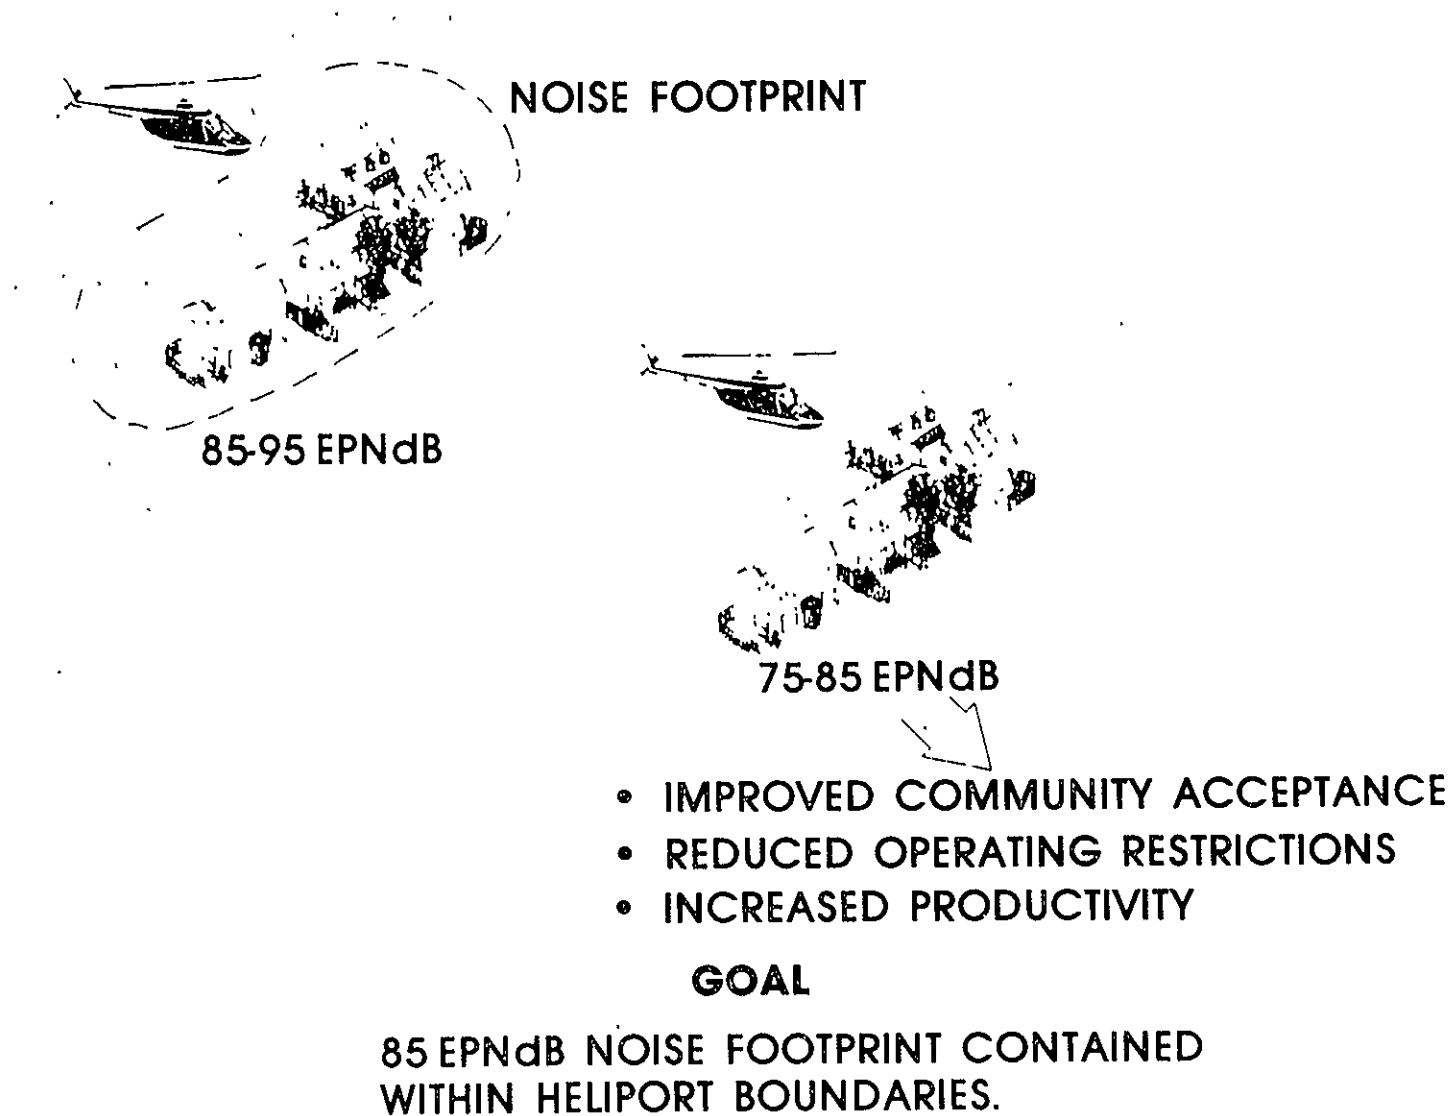 NOISE FOOTPRINT
85-95 EPNdB
75-85 EPNdB
• IMPROVED COMMUNITY ACCEPTANCE
• REDUCED OPERATING RESTRICTIONS
• INCREASED PRODUCTIVITY
GOAL
85 EPNdB NOISE FOOTPRINT CONTAINED
WITHIN HELIPORT BOUNDARIES.